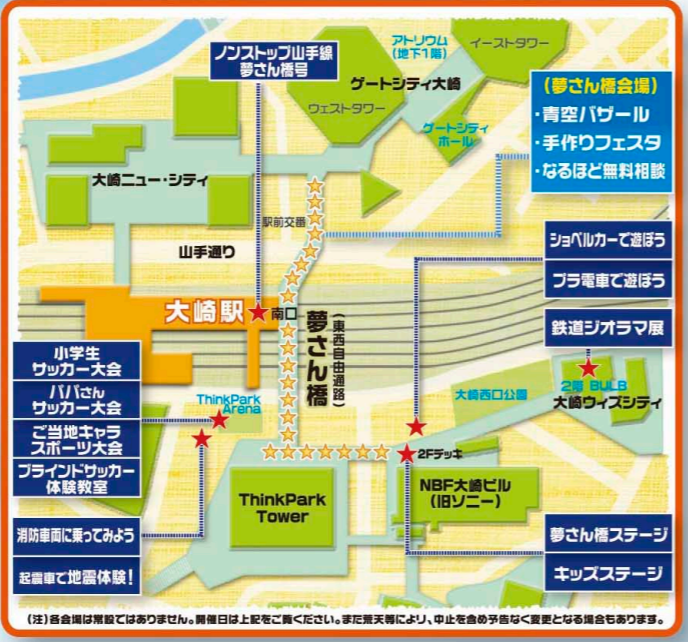 ノンストップ山手線
夢さん橋号
アトリウム
(地下1階)
イーストタワー
ゲートシティ大崎
ウェストタワー
ゲートシティ
ホール
(夢さん橋会場)
・青空バザール
・手作りフェスタ
・なるほど無料相談
大崎ニュー・シティ
駅前交番
山手通り
ショベルカーで遊ぼう
プラ電車で遊ぼう
鉄道ジオラマ展
大崎駅
南口
夢さん橋
(東西自由通路)
小学生
サッカー大会
パパさん
サッカー大会
ご当地キャラ
スポーツ大会
ブラインドサッカー
体験教室
ThinkPark
Arena
大崎西口公園
2階 BULB
大崎ウィズシティ
2Fデッキ
ThinkPark
Tower
NBF大崎ビル
(旧ソニー)
消防車両に乗ってみよう
起震車で地震体験!
夢さん橋ステージ
キッズステージ
(注)各会場は常設ではありません。開催日は上記をご覧ください。また荒天等により、中止を含め予告なく変更となる場合もあります。